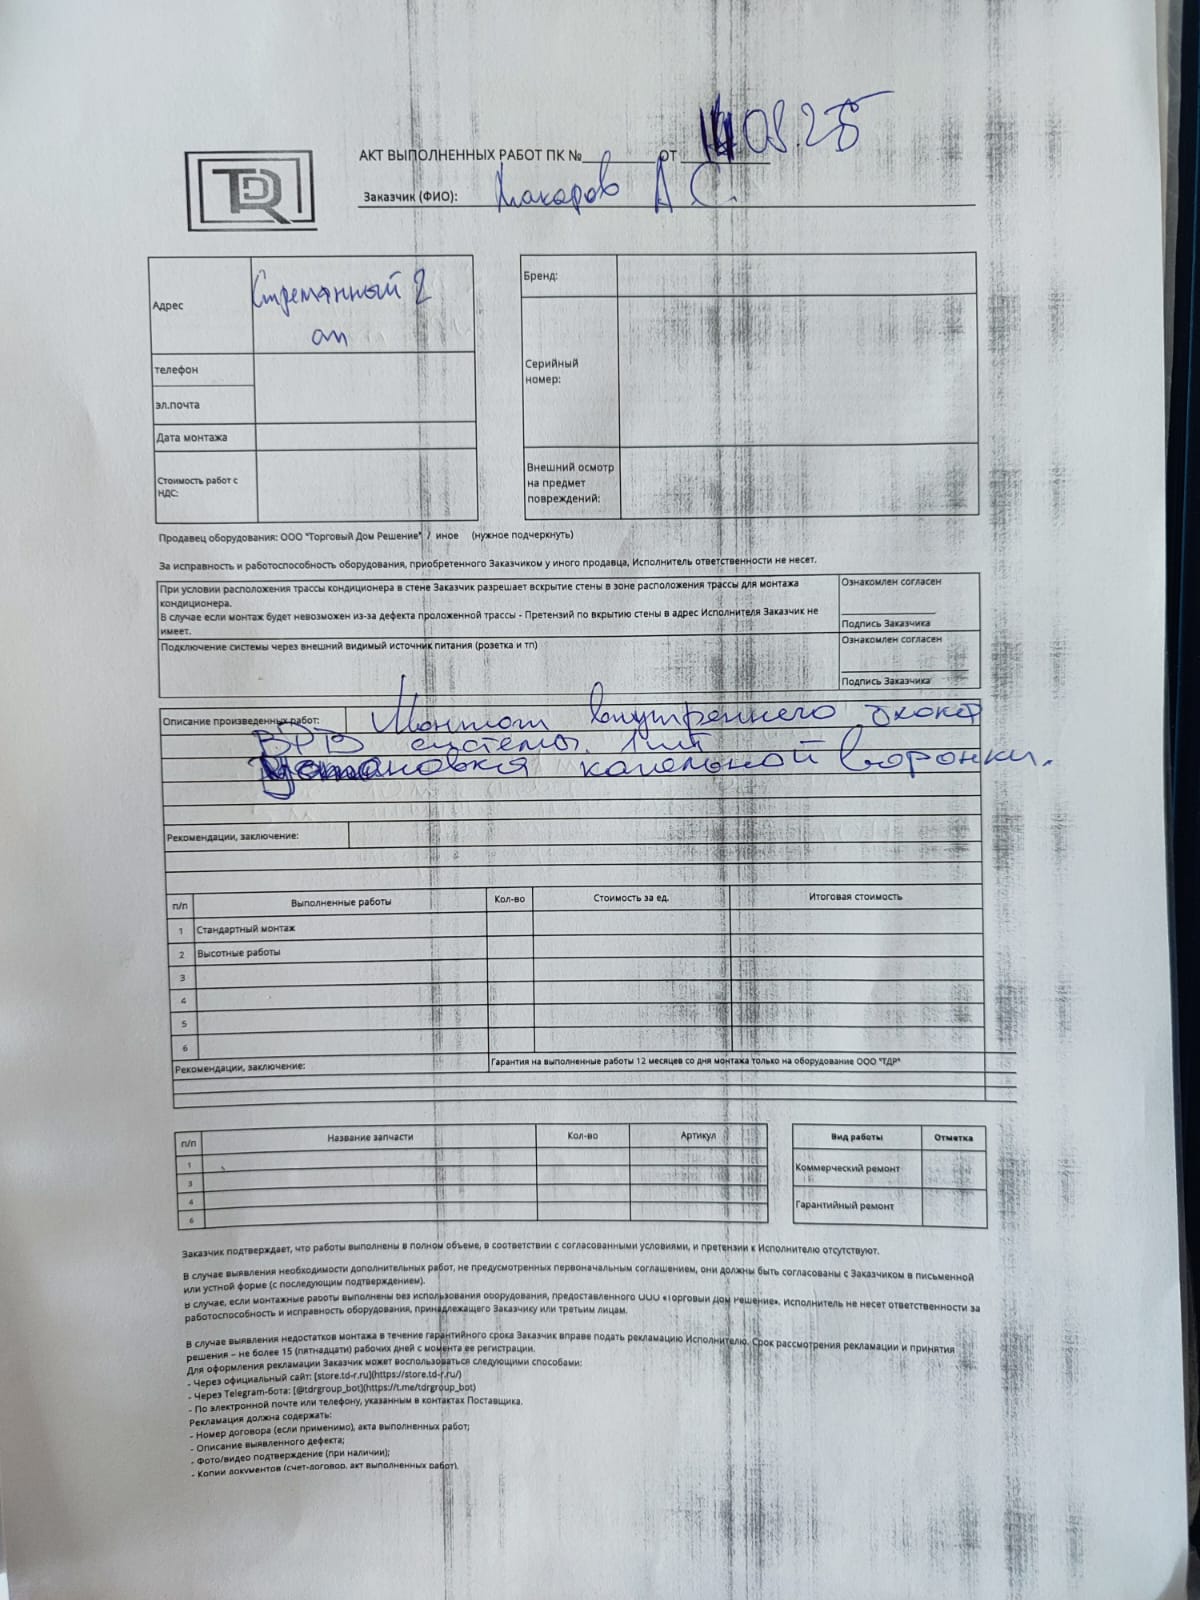 TDR
АКТ ВЫПОЛНЕННЫХ РАБОТ ПК №________ от 08.25
Заказчик (ФИО): Макаров А С.
Адрес Стремянный 2
ап
телефон
эл.почта
Дата монтажа
Стоимость работ с
НДС:
Бренд:
Серийный
номер:
Внешний осмотр
на предмет
повреждений:
Продавец оборудования: ООО "Торговый Дом Решение" / иное (нужное подчеркнуть)
За исправность и работоспособность оборудования, приобретенного Заказчиком у иного продавца, Исполнитель ответственности не несет.
При условии расположения трассы кондиционера в стене Заказчик разрешает вскрытие стены в зоне расположения трассы для монтажа
кондиционера.
В случае если монтаж будет невозможен из-за дефекта проложенной трассы - Претензий по вкрытию стены в адрес Исполнителя Заказчик не
имеет.
Ознакомлен согласен
Подпись Заказчика
Подключение системы через внешний видимый источник питания (розетка и тп)
Ознакомлен согласен
Подпись Заказчика
Описание произведенных работ: Монтаж внутреннего блока
ВРВ системы. 1шт
Установка капельной воронки.
Рекомендации, заключение:
п/п Выполненные работы Кол-во Стоимость за ед. Итоговая стоимость
1 Стандартный монтаж
2 Высотные работы
3
4
5
6
Рекомендации, заключение: Гарантия на выполненные работы 12 месяцев со дня монтажа только на оборудование ООО "ТДР"
п/п Название запчасти Кол-во Артикул
1
3
4
6
Вид работы Отметка
Коммерческий ремонт
Гарантийный ремонт
Заказчик подтверждает, что работы выполнены в полном объеме, в соответствии с согласованными условиями, и претензии к Исполнителю отсутствуют.
В случае выявления необходимости дополнительных работ, не предусмотренных первоначальным соглашением, они должны быть согласованы с Заказчиком в письменной
или устной форме (с последующим подтверждением).
В случае, если монтажные работы выполнены без использования оборудования, предоставленного ООО «Торговый Дом Решение», Исполнитель не несет ответственности за
работоспособность и исправность оборудования, принадлежащего Заказчику или третьим лицам.
В случае выявления недостатков монтажа в течение гарантийного срока Заказчик вправе подать рекламацию Исполнителю. Срок рассмотрения рекламации и принятия
решения – не более 15 (пятнадцати) рабочих дней с момента ее регистрации.
Для оформления рекламации Заказчик может воспользоваться следующими способами:
- Через официальный сайт: [store.td-r.ru](https://store.td-r.ru/)
- Через Telegram-бота: [@tdrgroup_bot](https://t.me/tdrgroup_bot)
- По электронной почте или телефону, указанным в контактах Поставщика.
Рекламация должна содержать:
- Номер договора (если применимо), акта выполненных работ;
- Описание выявленного дефекта;
- Фото/видео подтверждение (при наличии);
- Копии документов (счет-договор, акт выполненных работ).